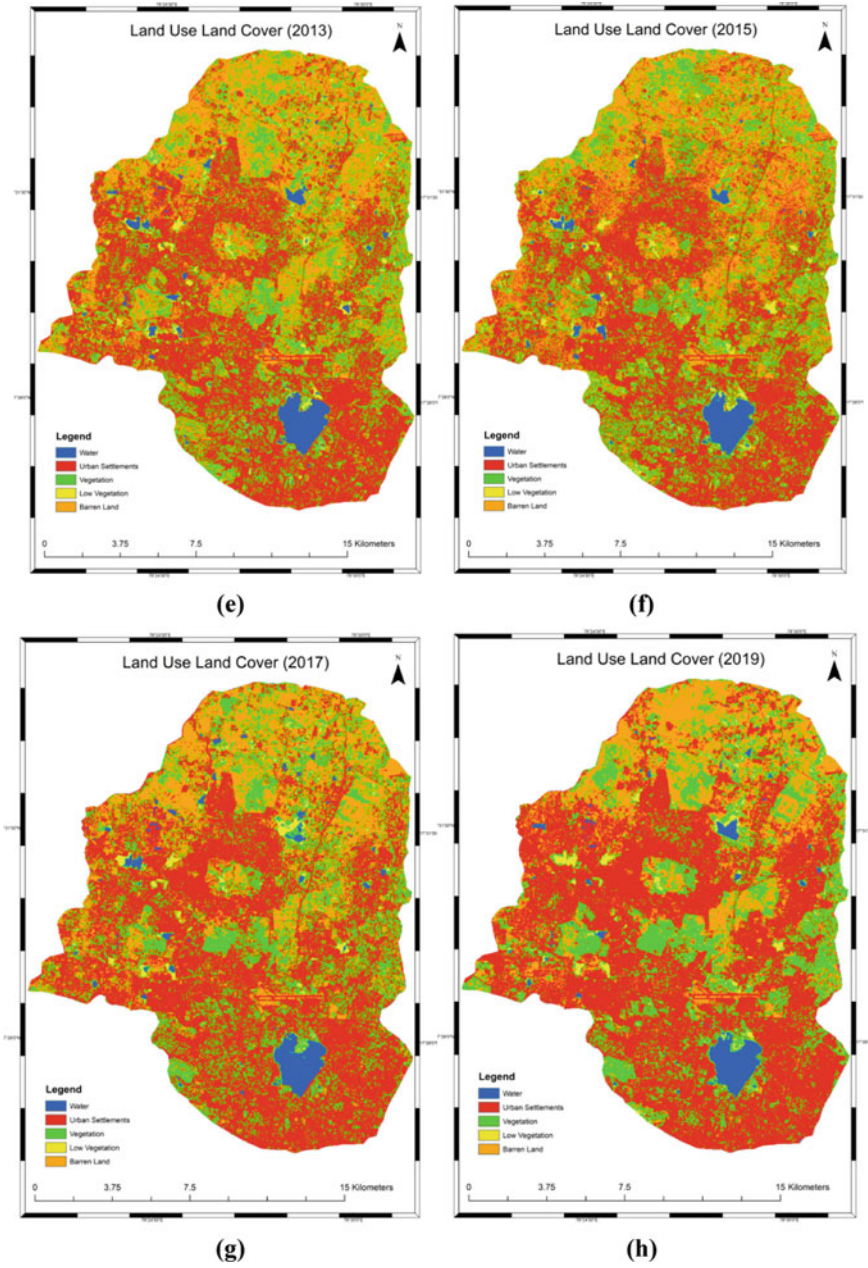 Land Use Land Cover (2013)
N
Legend
Water
Urban Settlements
Vegetation
Low Vegetation
Barren Land
0 3.75 7.5 15 Kilometers
(e)
Land Use Land Cover (2015)
N
Legend
Water
Urban Settlements
Vegetation
Low Vegetation
Barren Land
0 3.75 7.5 15 Kilometers
(f)
Land Use Land Cover (2017)
N
Legend
Water
Urban Settlements
Vegetation
Low Vegetation
Barren Land
0 3.75 7.5 15 Kilometers
(g)
Land Use Land Cover (2019)
N
Legend
Water
Urban Settlements
Vegetation
Low Vegetation
Barren Land
0 3.75 7.5 15 Kilometers
(h)